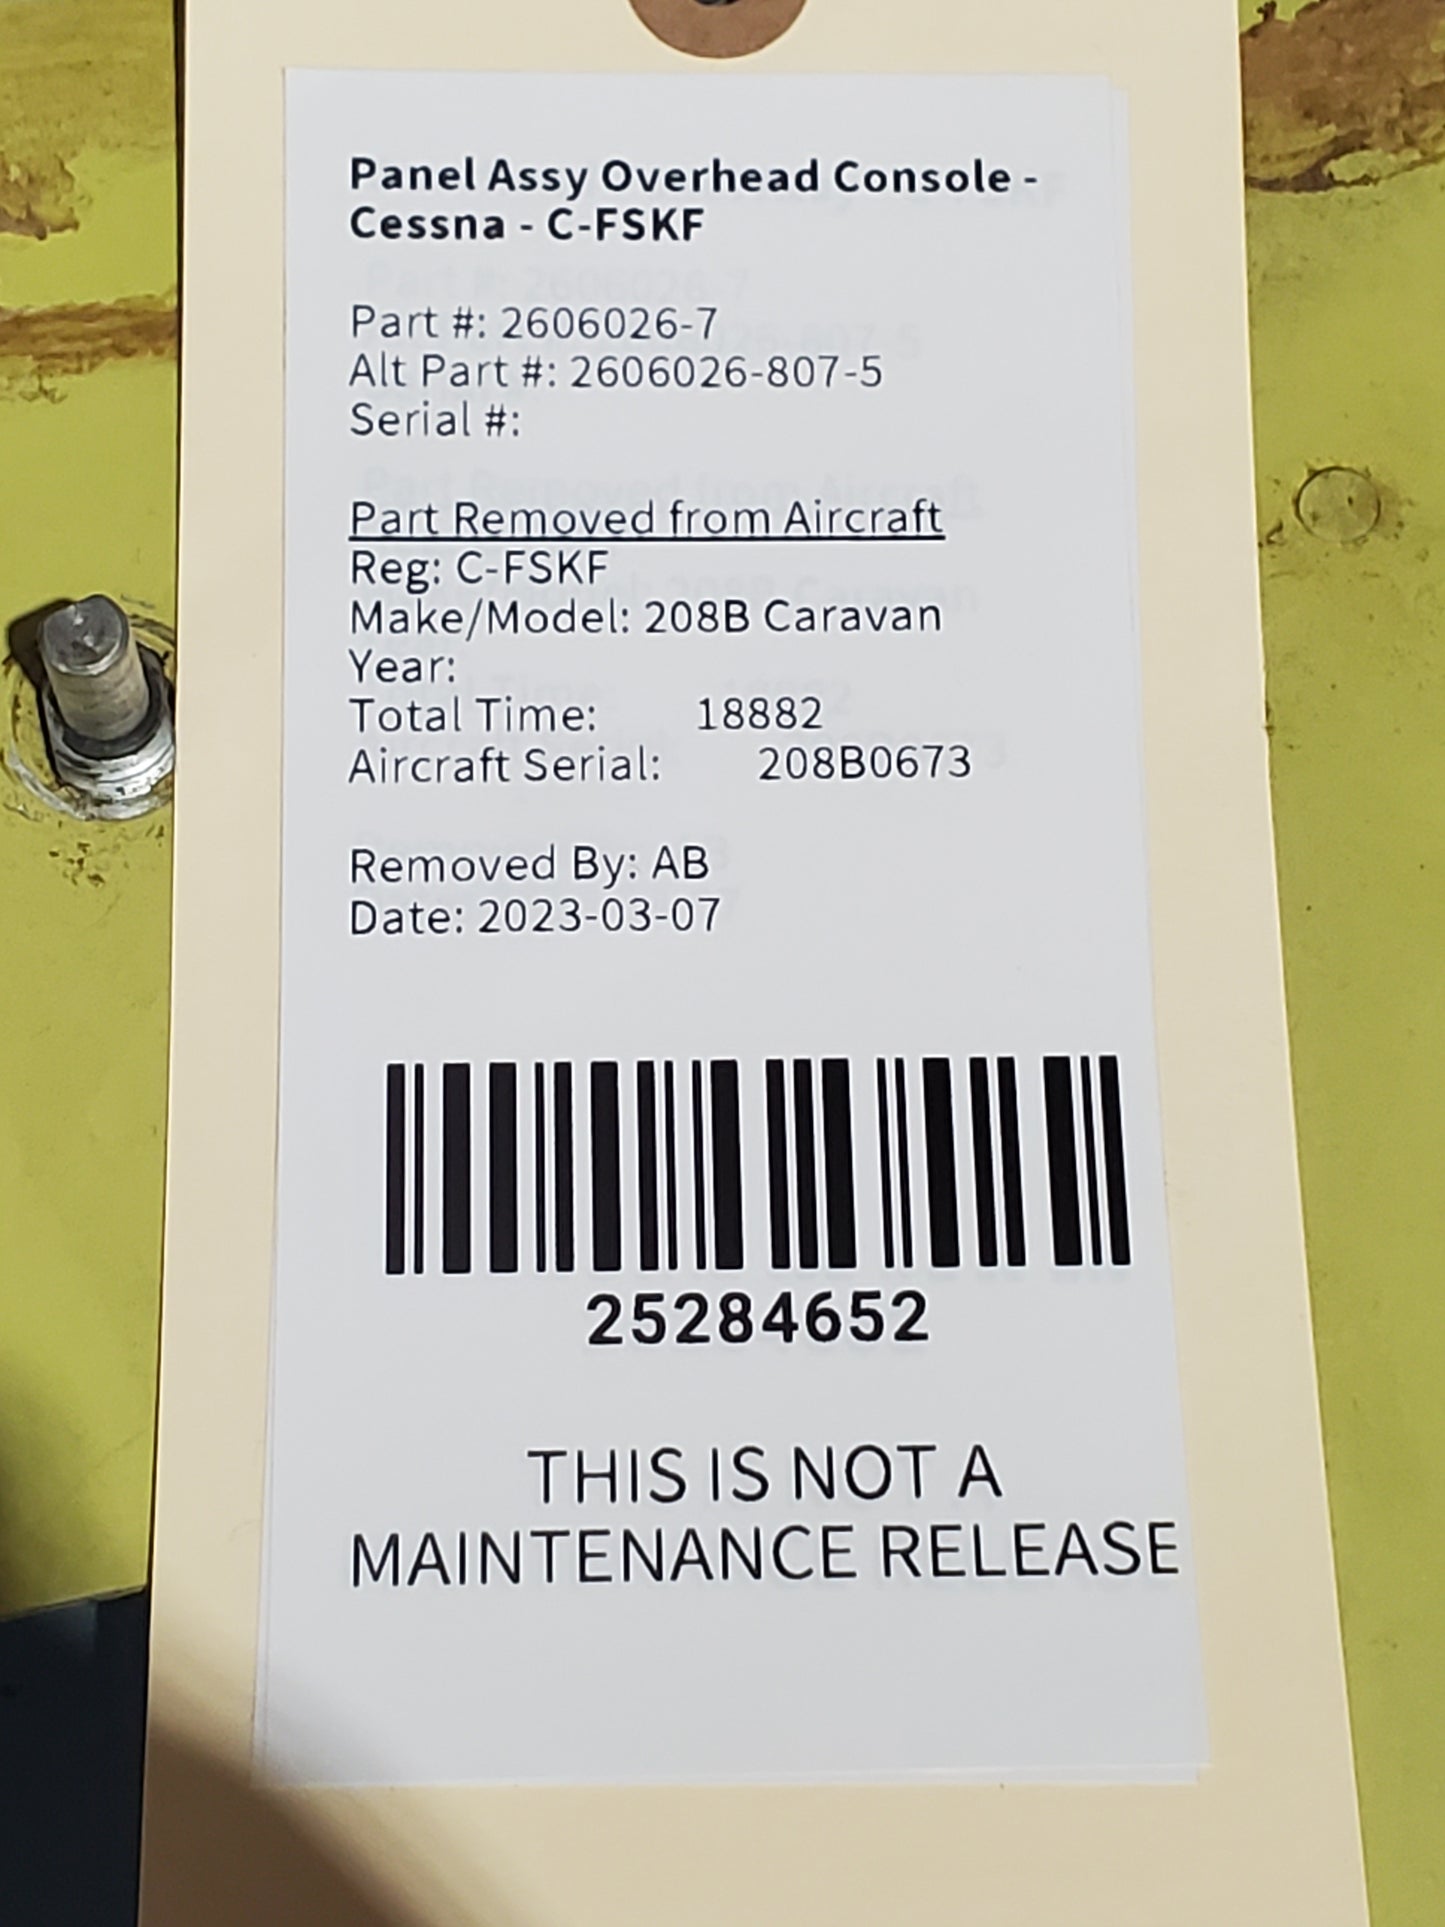 Panel Assy Overhead Console -
Cessna - C-FSKF
Part #: 2606026-7
Alt Part #: 2606026-807-5
Serial #:
Part Removed from Aircraft
Reg: C-FSKF
Make/Model: 208B Caravan
Year:
Total Time: 18882
Aircraft Serial: 208B0673
Removed By: AB
Date: 2023-03-07
25284652
THIS IS NOT A
MAINTENANCE RELEASE